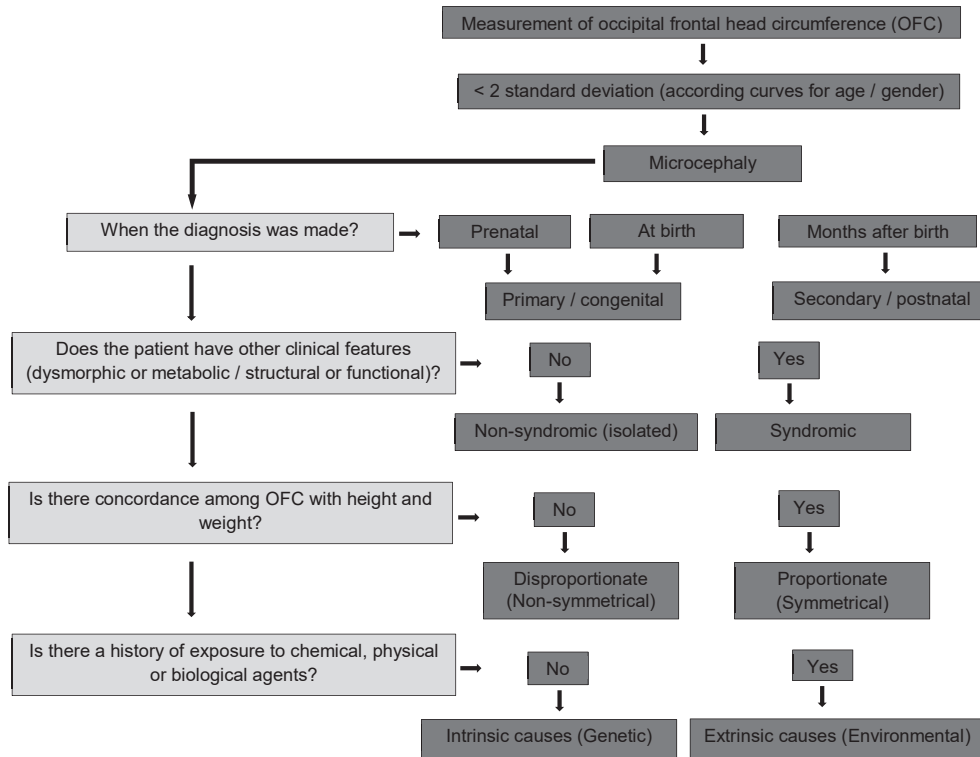 Measurement of occipital frontal head circumference (OFC)
< 2 standard deviation (according curves for age / gender)
Microcephaly
When the diagnosis was made?
Prenatal
At birth
Months after birth
Primary / congenital
Secondary / postnatal
Does the patient have other clinical features
(dysmorphic or metabolic / structural or functional)?
No
Yes
Non-syndromic (isolated)
Syndromic
Is there concordance among OFC with height and
weight?
No
Yes
Disproportionate
(Non-symmetrical)
Proportionate
(Symmetrical)
Is there a history of exposure to chemical, physical
or biological agents?
No
Yes
Intrinsic causes (Genetic)
Extrinsic causes (Environmental)